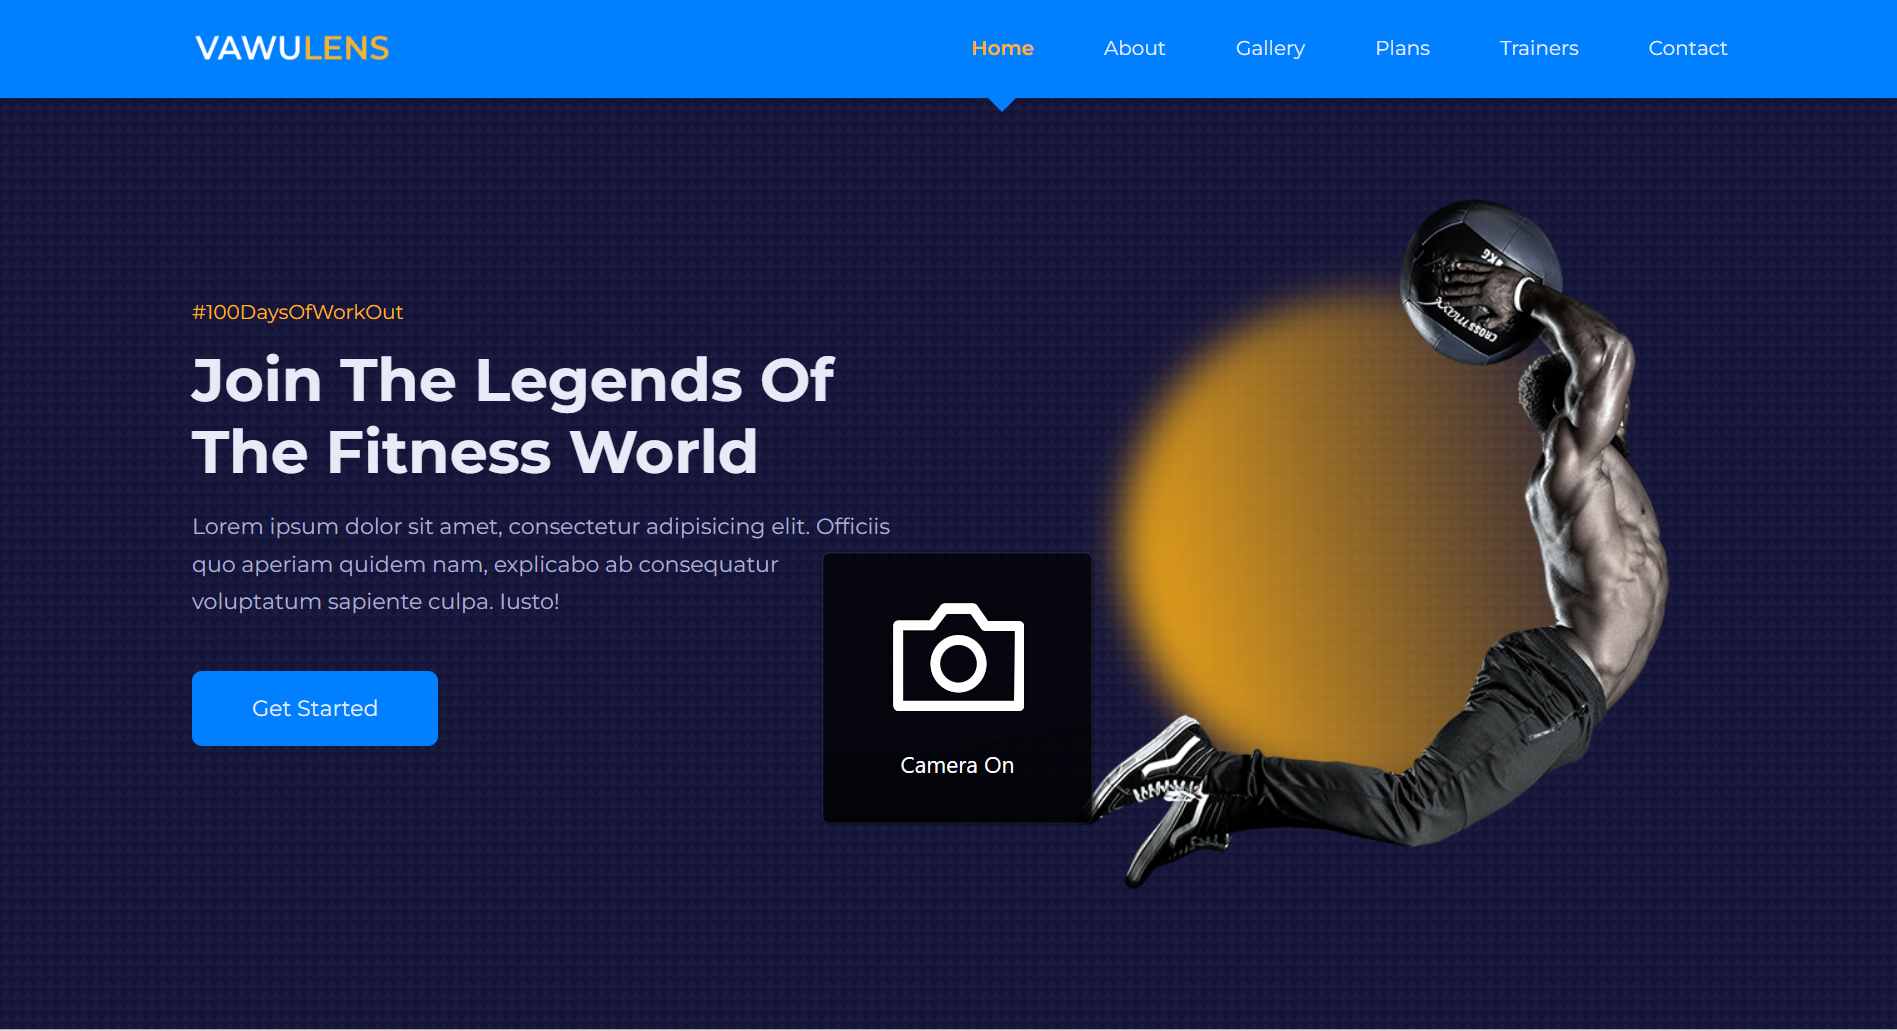 VAWULENS
Home About Gallery Plans Trainers Contact
#100DaysOfWorkOut
Join The Legends Of
The Fitness World
Lorem ipsum dolor sit amet, consectetur adipisicing elit. Officiis
quo aperiam quidem nam, explicabo ab consequatur
voluptatum sapiente culpa. Iusto!
Get Started
Camera On
4KG
CROSSmaxx